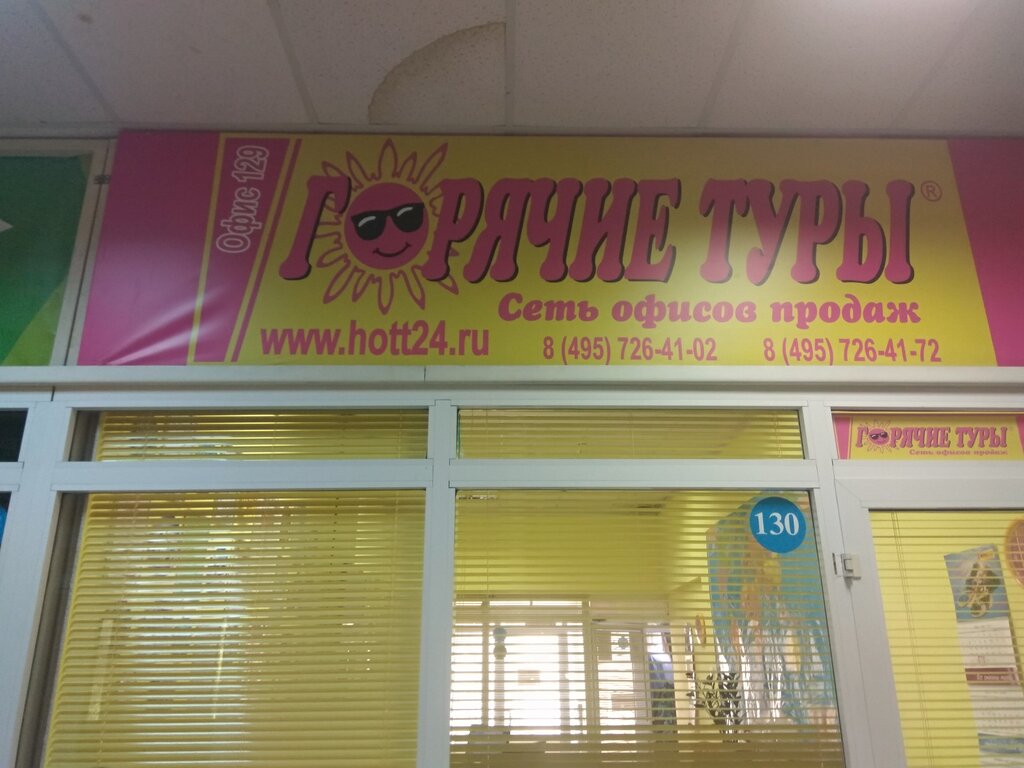 Офис 129
ГОРЯЧИЕ ТУРЫ®
Сеть офисов продаж
www.hott24.ru
8 (495) 726-41-02
8 (495) 726-41-72
ГОРЯЧИЕ ТУРЫ
Сеть офисов продаж
130